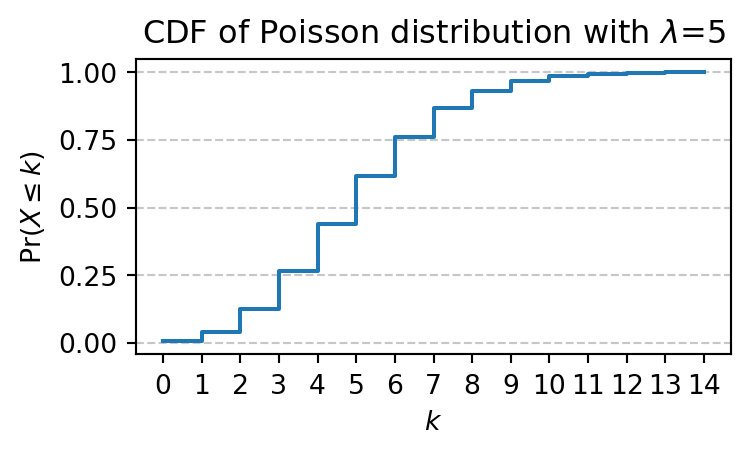 CDF of Poisson distribution with λ=5
Pr(X ≤ k)
1.00
0.75
0.50
0.25
0.00
0 1 2 3 4 5 6 7 8 9 10 11 12 13 14
k